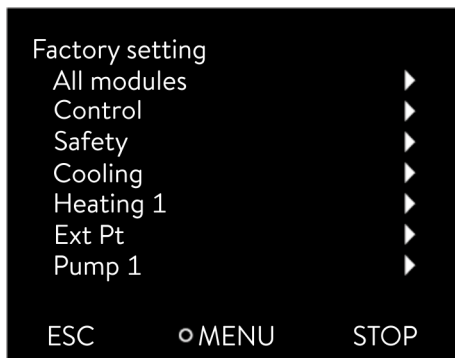 Factory setting
All modules
Control
Safety
Cooling
Heating 1
Ext Pt
Pump 1
ESC MENU STOP